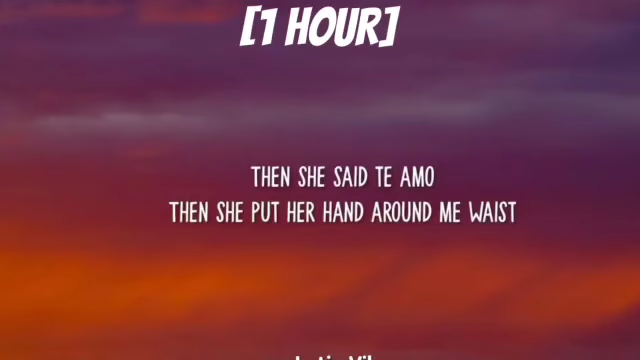 [1 HOUR]
THEN SHE SAID TE AMO
THEN SHE PUT HER HAND AROUND ME WAIST